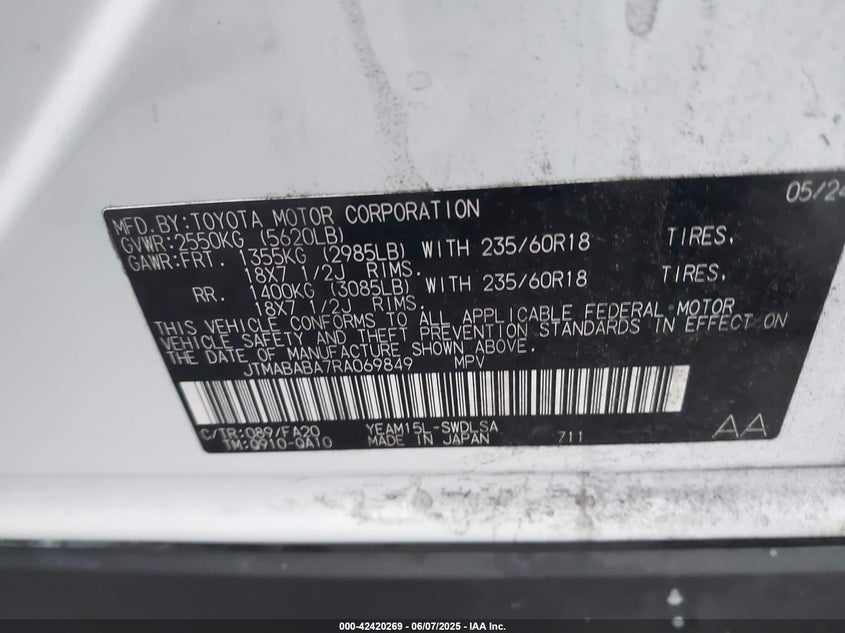 05/24
MFD.BY:TOYOTA MOTOR CORPORATION
GVWR:2550KG (5620LB)
GAWR:FRT. 1355KG (2985LB) WITH 235/60R18 TIRES,
18X7 1/2J RIMS.
RR. 1400KG (3085LB) WITH 235/60R18 TIRES,
18X7 1/2J RIMS.
THIS VEHICLE CONFORMS TO ALL APPLICABLE FEDERAL MOTOR
VEHICLE SAFETY AND THEFT PREVENTION STANDARDS IN EFFECT ON
THE DATE OF MANUFACTURE SHOWN ABOVE.
JTMABABA7RA069849 MPV
C/TR:089/FA20 YEAM15L-SWDLSA
TM:Q910-QA10 MADE IN JAPAN 711 AA
000-42420269 - 06/07/2025 - IAA Inc.